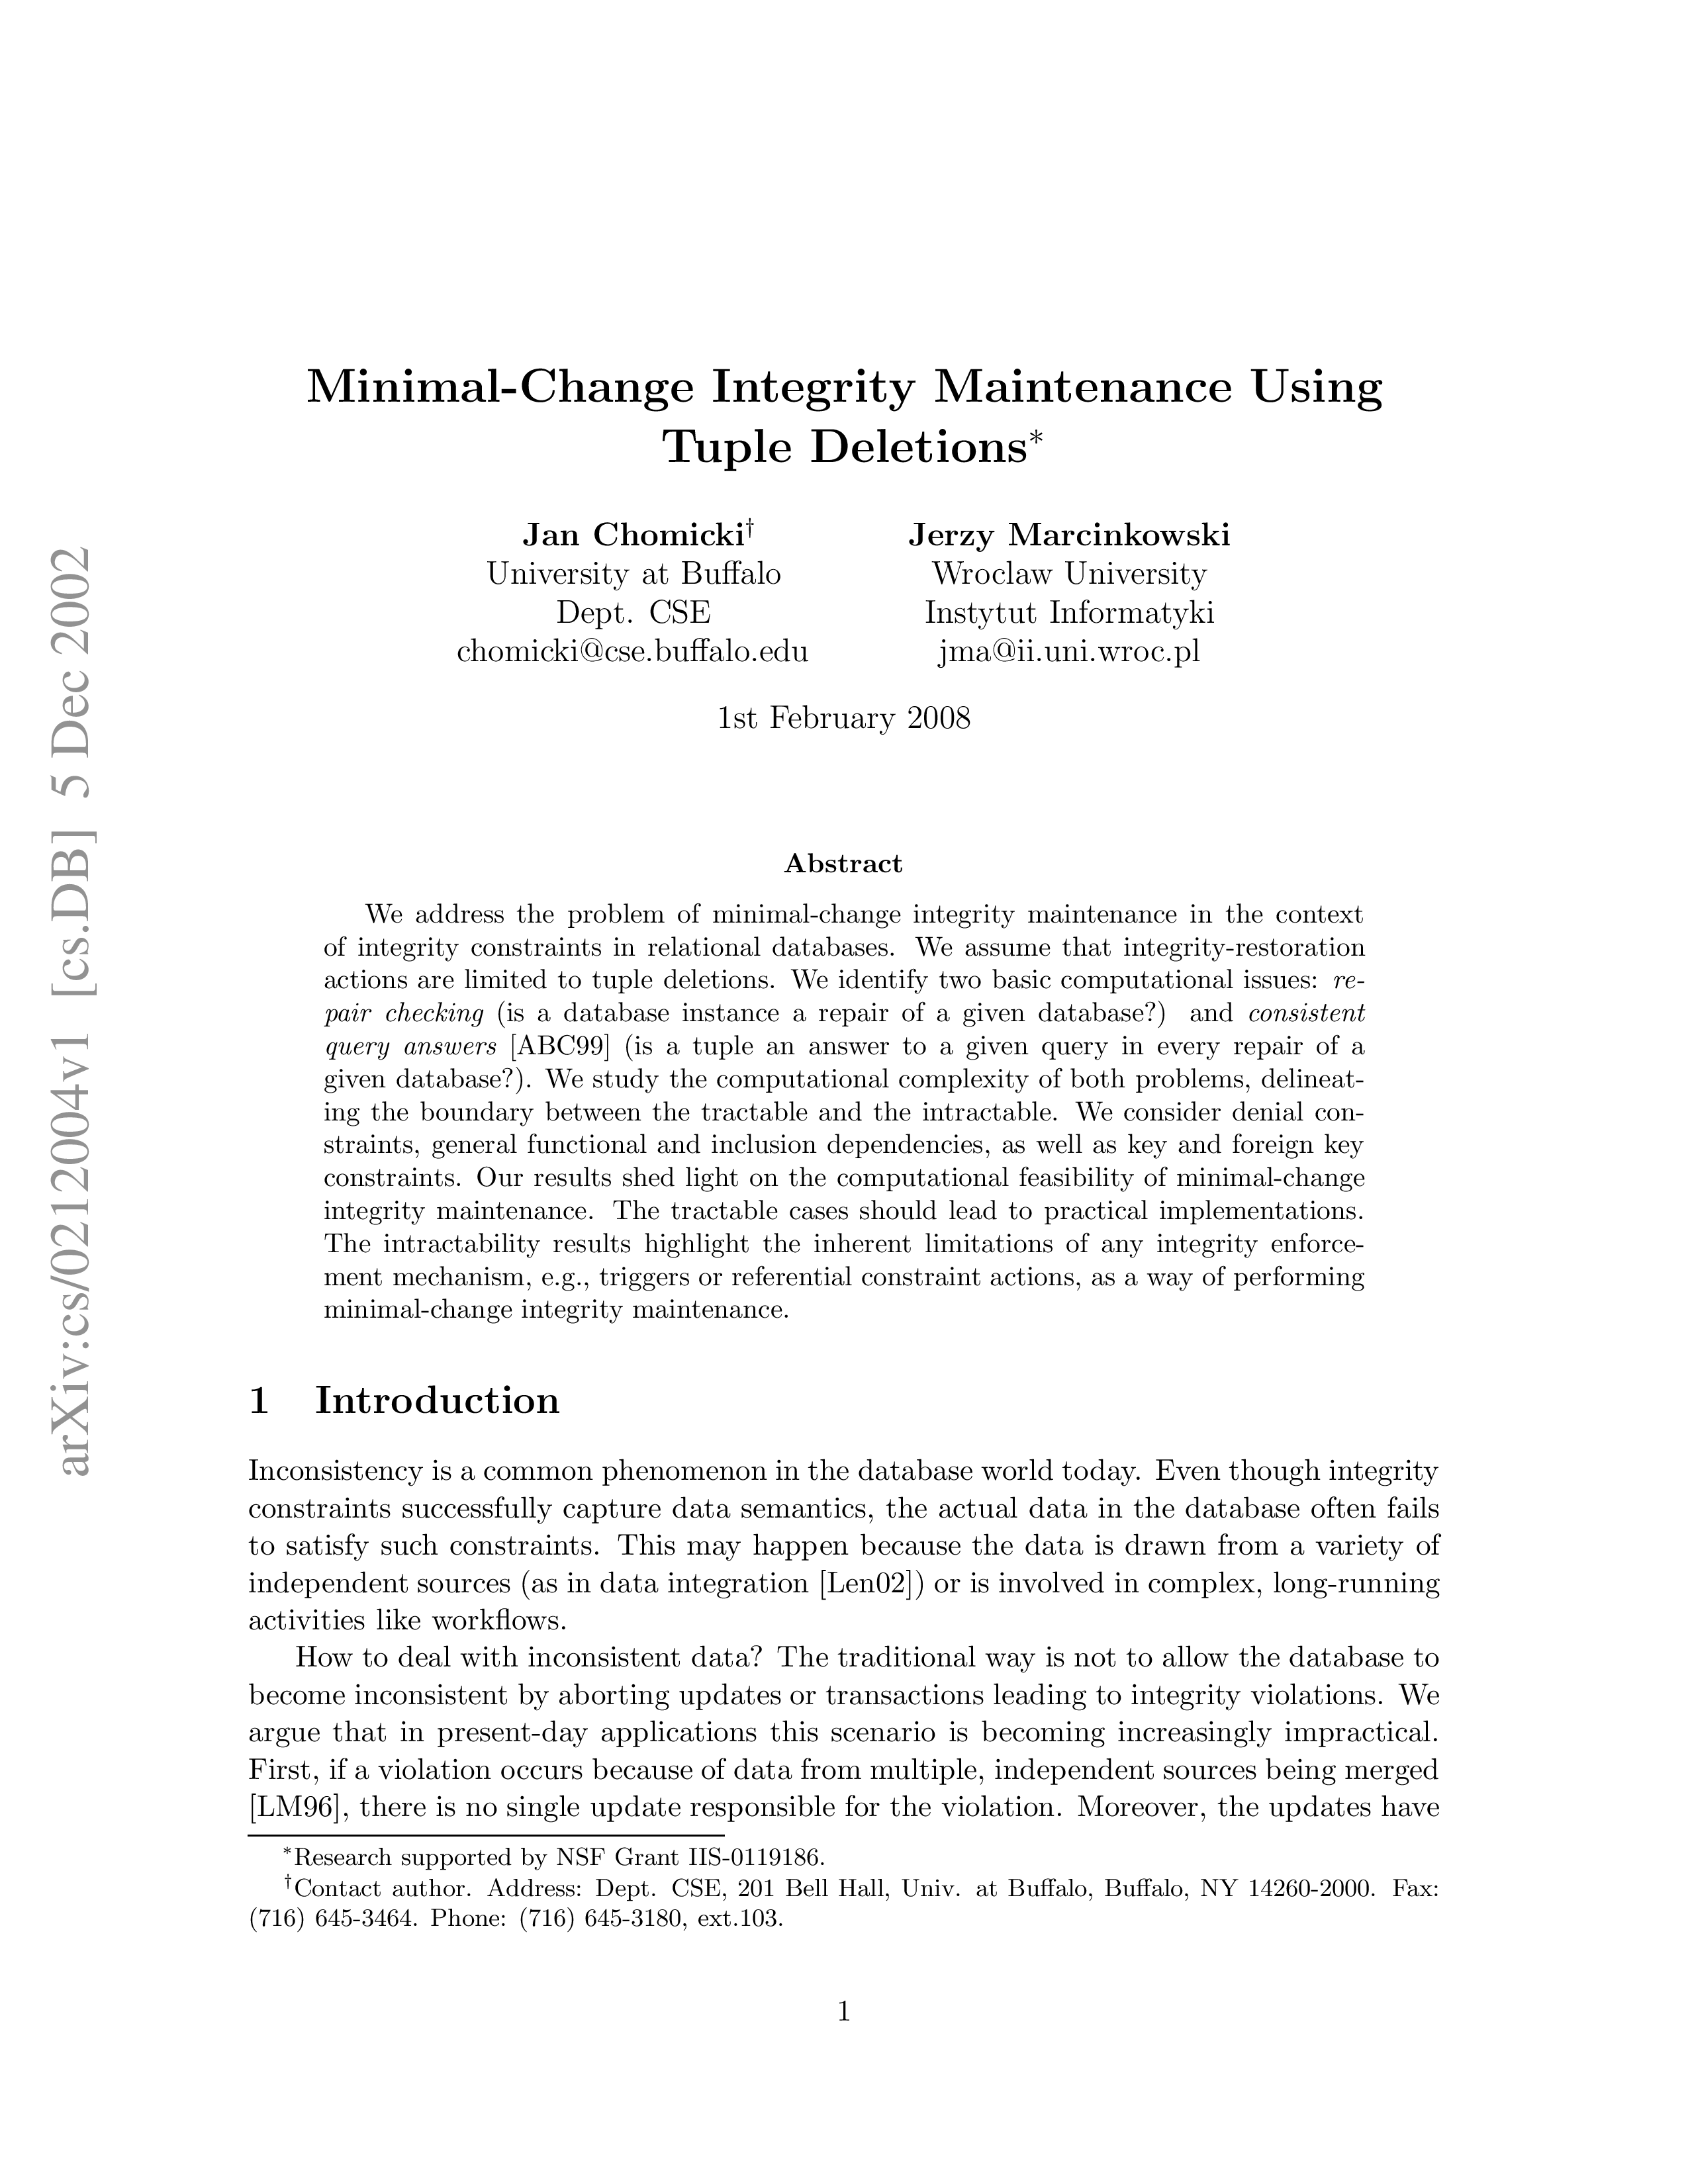 Minimal-Change Integrity Maintenance Using
Tuple Deletions*
Jan Chomicki†
University at Buffalo
Dept. CSE
chomicki@cse.buffalo.edu
Jerzy Marcinkowski
Wroclaw University
Instytut Informatyki
jma@ii.uni.wroc.pl
1st February 2008
arXiv:cs/0212004v1 [cs.DB] 5 Dec 2002
Abstract
We address the problem of minimal-change integrity maintenance in the context
of integrity constraints in relational databases. We assume that integrity-restoration
actions are limited to tuple deletions. We identify two basic computational issues: re-
pair checking (is a database instance a repair of a given database?) and consistent
query answers [ABC99] (is a tuple an answer to a given query in every repair of a
given database?). We study the computational complexity of both problems, delineat-
ing the boundary between the tractable and the intractable. We consider denial con-
straints, general functional and inclusion dependencies, as well as key and foreign key
constraints. Our results shed light on the computational feasibility of minimal-change
integrity maintenance. The tractable cases should lead to practical implementations.
The intractability results highlight the inherent limitations of any integrity enforce-
ment mechanism, e.g., triggers or referential constraint actions, as a way of performing
minimal-change integrity maintenance.
1 Introduction
Inconsistency is a common phenomenon in the database world today. Even though integrity
constraints successfully capture data semantics, the actual data in the database often fails
to satisfy such constraints. This may happen because the data is drawn from a variety of
independent sources (as in data integration [Len02]) or is involved in complex, long-running
activities like workflows.
How to deal with inconsistent data? The traditional way is not to allow the database to
become inconsistent by aborting updates or transactions leading to integrity violations. We
argue that in present-day applications this scenario is becoming increasingly impractical.
First, if a violation occurs because of data from multiple, independent sources being merged
[LM96], there is no single update responsible for the violation. Moreover, the updates have
*Research supported by NSF Grant IIS-0119186.
†Contact author. Address: Dept. CSE, 201 Bell Hall, Univ. at Buffalo, Buffalo, NY 14260-2000. Fax:
(716) 645-3464. Phone: (716) 645-3180, ext.103.
1